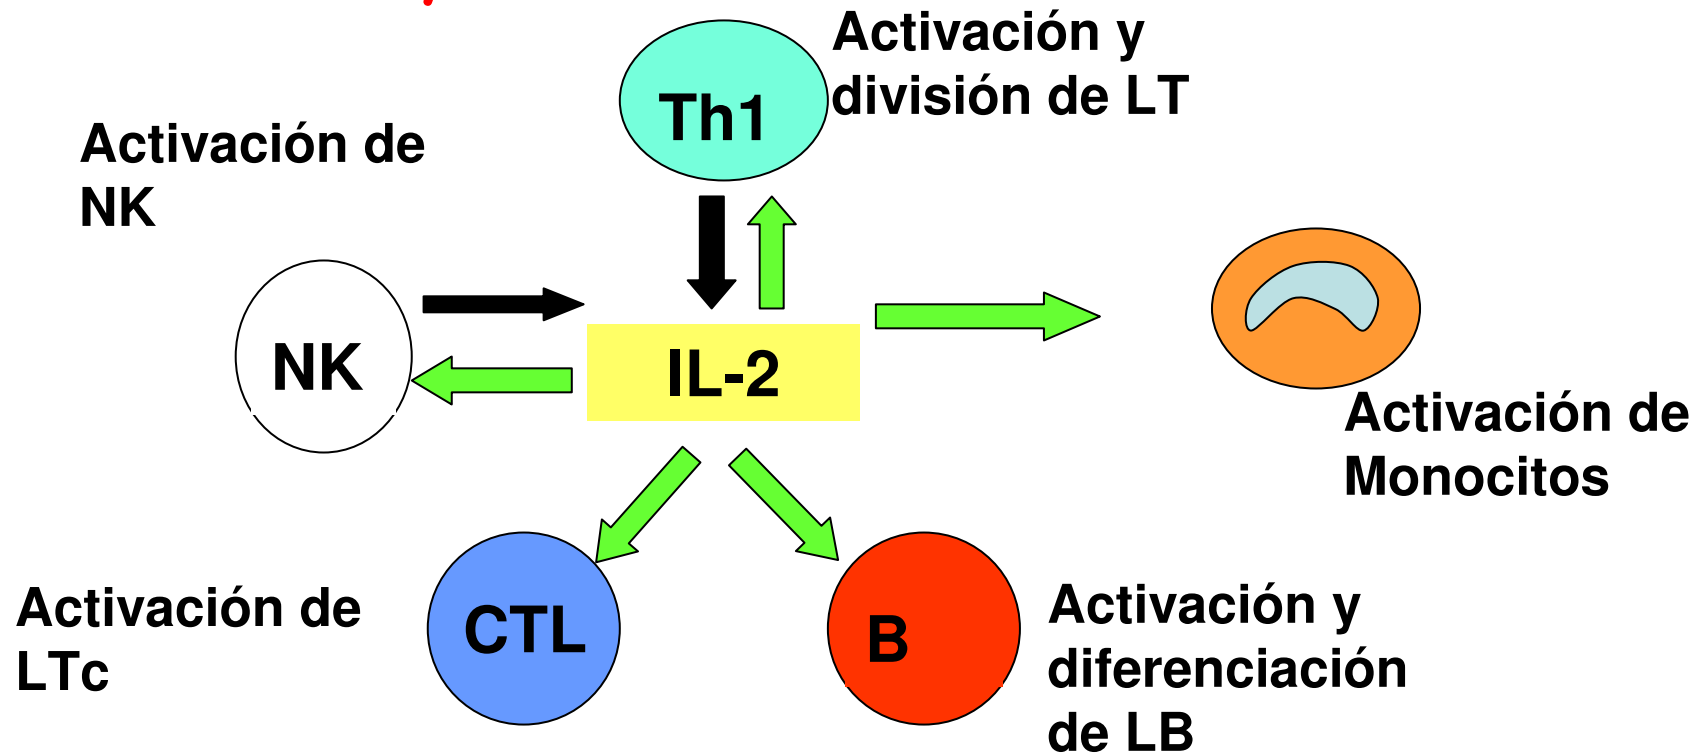 Activación y
división de LT
Th1
Activación de
NK
NK
IL-2
Activación de
Monocitos
Activación de
LTc
CTL
B
Activación y
diferenciación
de LB